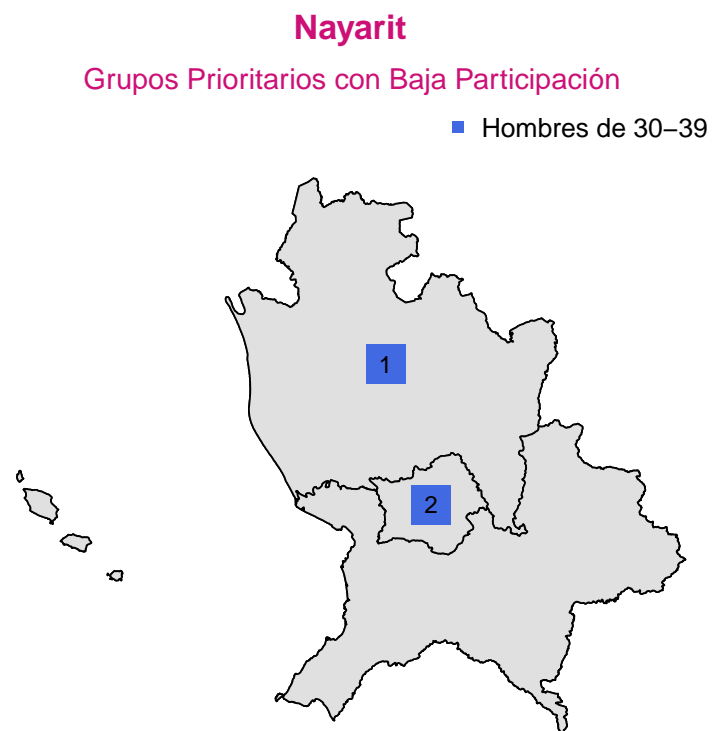 Nayarit
Grupos Prioritarios con Baja Participación
Hombres de 30−39
1
2